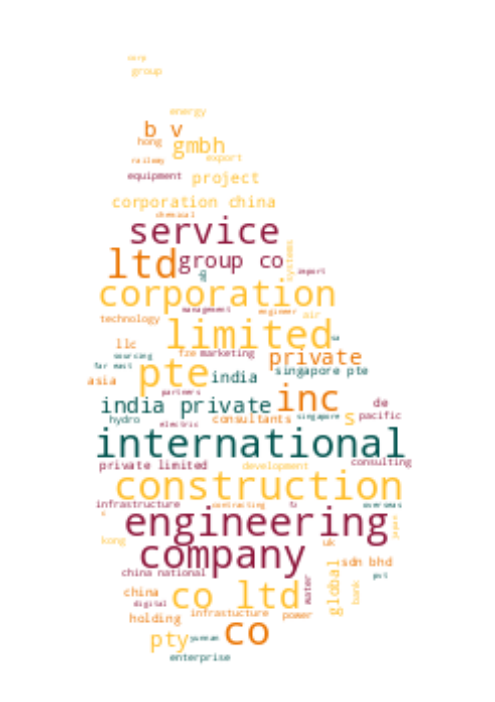 corp
group
energy
b v
hong
gmbh
railway
export
equipment
project
corporation china
chemical
service
ltd
group co
systems
import
corporation
management
engineer
air
technology
limited
llc
sourcing
fze
marketing
private
far east
pte
india
singapore pte
asia
partners
india private
inc
de
hydro
electric
consultants
singapore
s
pacific
international
private limited
development
consulting
construction
infrastructure
contracting
overseas
engineering
japan
kong
company
uk
china national
sdn bhd
global
pvt
china
co ltd
water
bank
digital
holding
infrastucture
power
pty
yunnan
co
enterprise